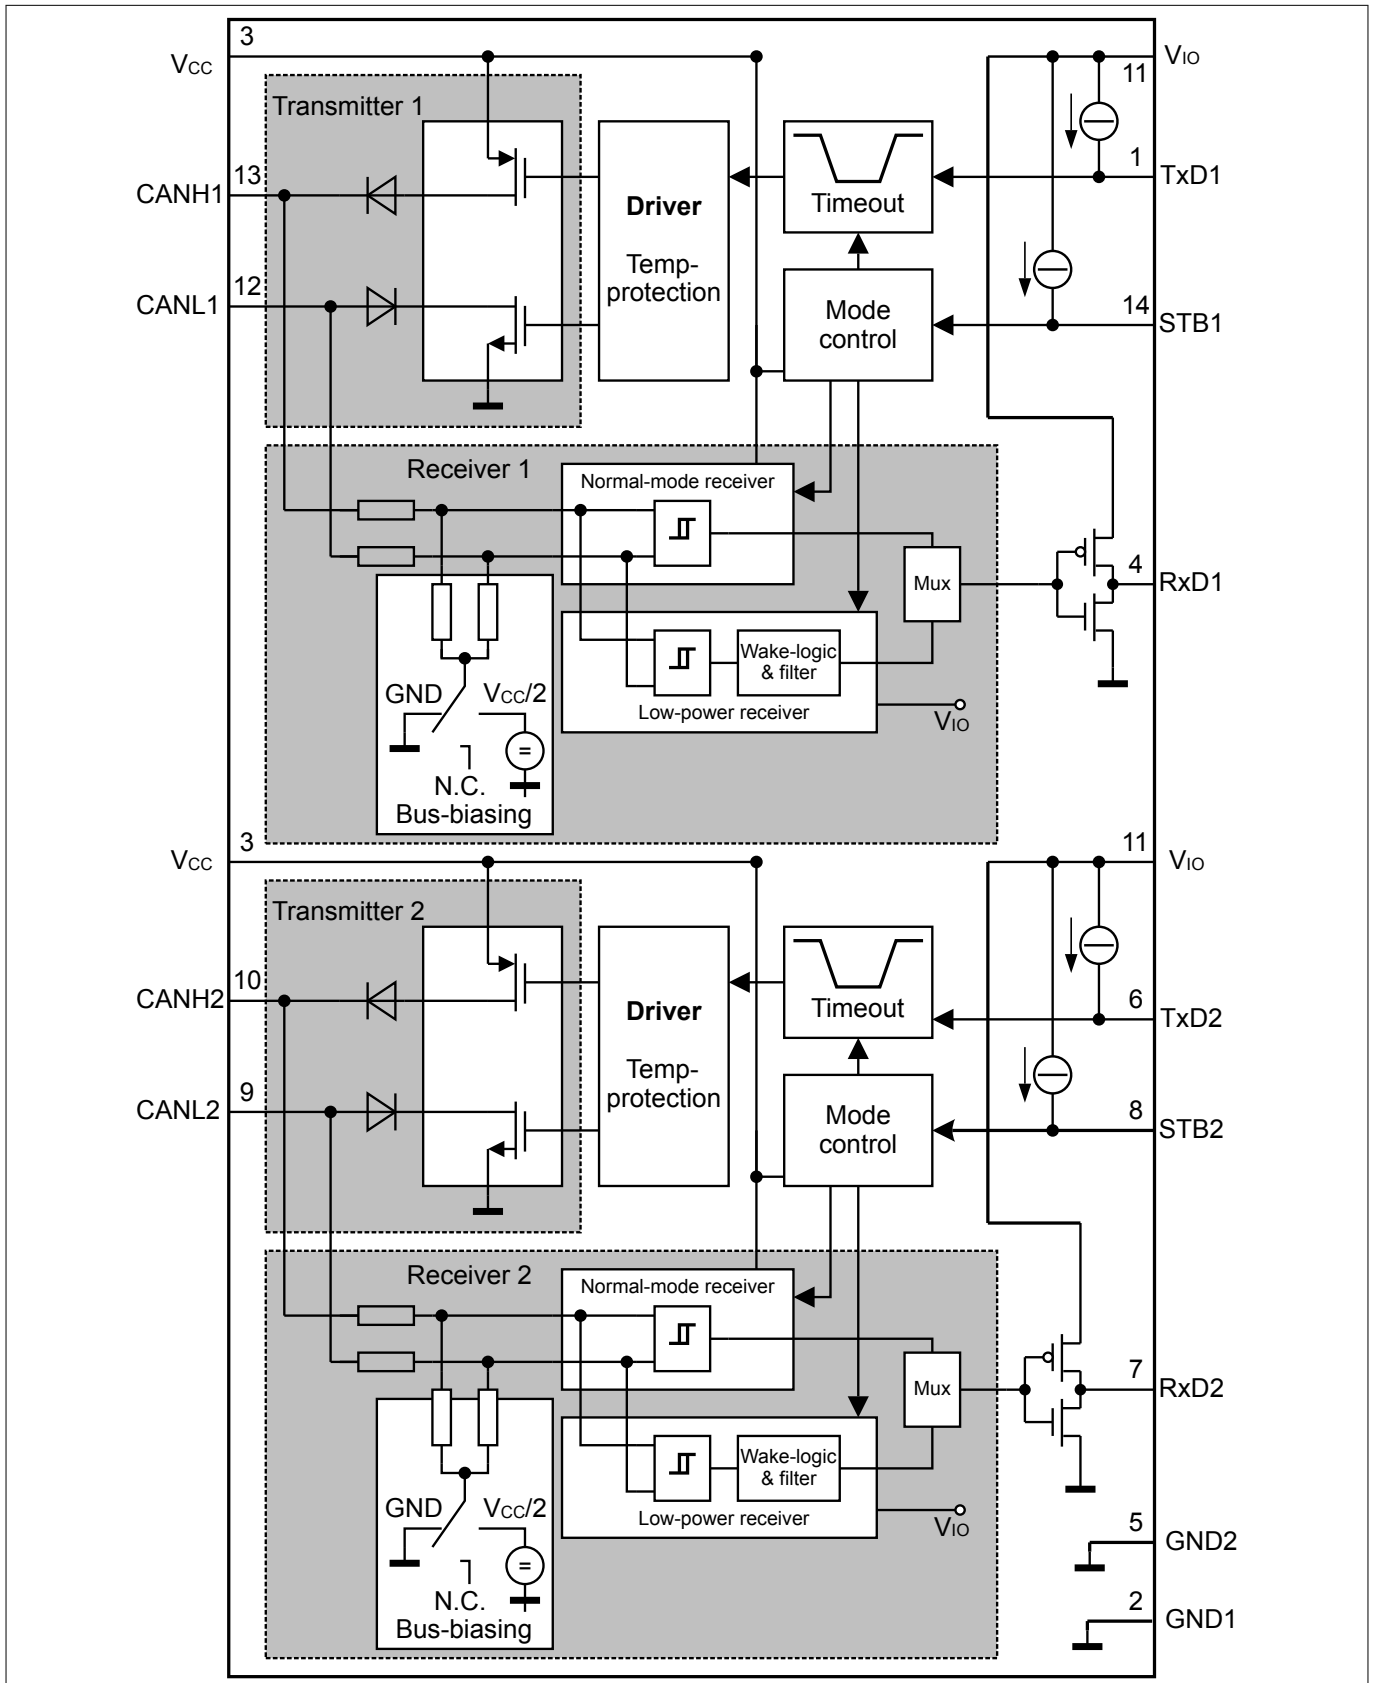 3
VCC
VIO
11
Transmitter 1
13
CANH1
12
CANL1
Driver
Temp-
protection
Timeout
Mode
control
1
TxD1
14
STB1
Receiver 1
Normal-mode receiver
Mux
4
RxD1
Wake-logic
& filter
Low-power receiver
VIO
GND
VCC/2
=
N.C.
Bus-biasing
3
VCC
11
VIO
Transmitter 2
10
CANH2
9
CANL2
Driver
Temp-
protection
Timeout
Mode
control
6
TxD2
8
STB2
Receiver 2
Normal-mode receiver
Mux
7
RxD2
Wake-logic
& filter
Low-power receiver
VIO
GND
VCC/2
=
N.C.
Bus-biasing
5
GND2
2
GND1